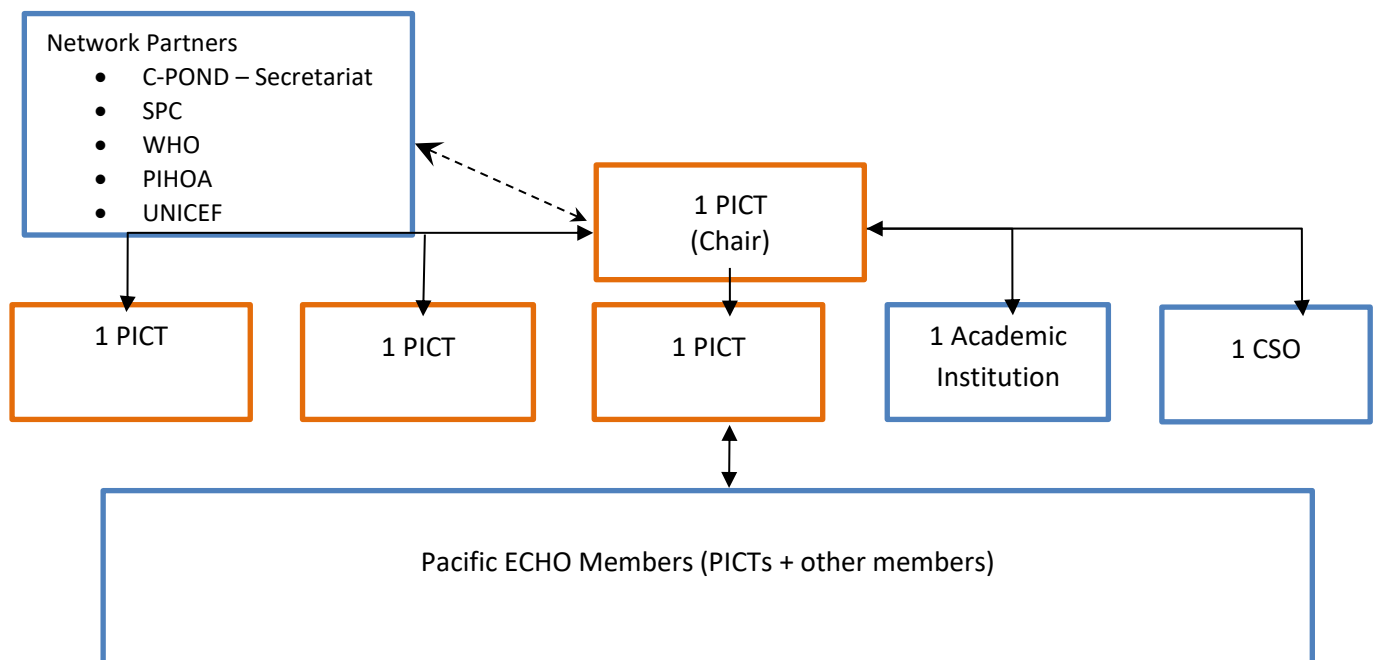 Network Partners
• C-POND – Secretariat
• SPC
• WHO
• PIHOA
• UNICEF
1 PICT
(Chair)
1 PICT
1 PICT
1 PICT
1 Academic
Institution
1 CSO
Pacific ECHO Members (PICTs + other members)